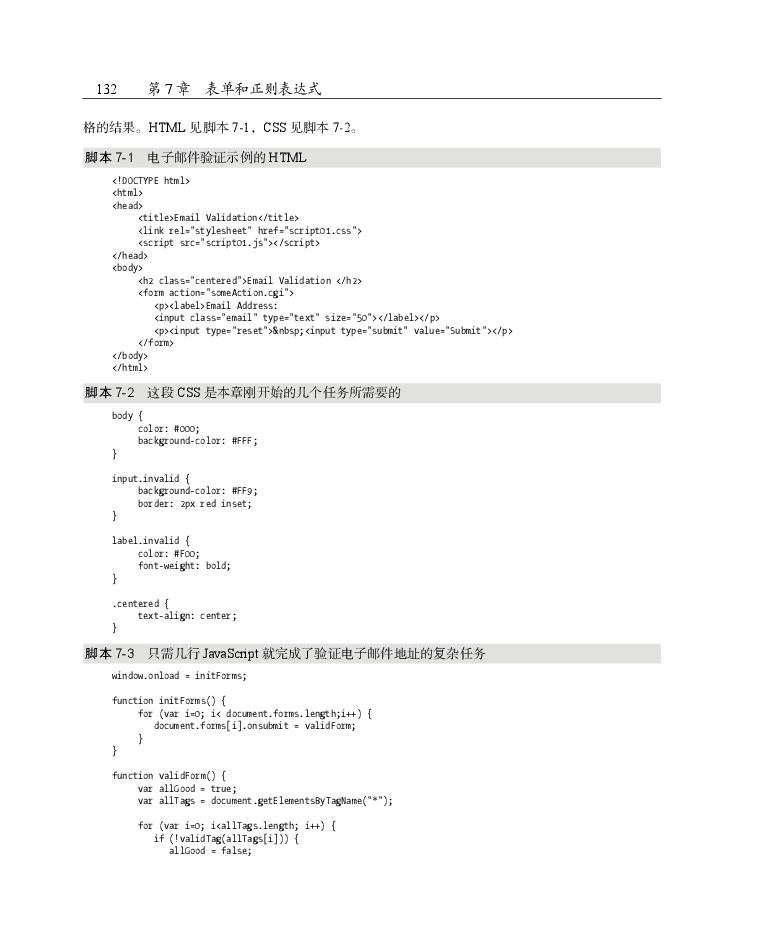 132 第 7 章 表单和正则表达式
格的结果。HTML 见脚本 7-1，CSS 见脚本 7-2。
脚本 7-1 电子邮件验证示例的 HTML
<!DOCTYPE html>
<html>
<head>
<title>Email Validation</title>
<link rel="stylesheet" href="script01.css">
<script src="script01.js"></script>
</head>
<body>
<h2 class="centered">Email Validation </h2>
<form action="someAction.cgi">
<p><label>Email Address:
<input class="email" type="text" size="50"></label></p>
<p><input type="reset">&nbsp;<input type="submit" value="Submit"></p>
</form>
</body>
</html>
脚本 7-2 这段 CSS 是本章刚开始的几个任务所需要的
body {
color: #000;
background-color: #FFF;
}
input.invalid {
background-color: #FF9;
border: 2px red inset;
}
label.invalid {
color: #F00;
font-weight: bold;
}
.centered {
text-align: center;
}
脚本 7-3 只需几行 JavaScript 就完成了验证电子邮件地址的复杂任务
window.onload = initForms;
function initForms() {
for (var i=0; i< document.forms.length;i++) {
document.forms[i].onsubmit = validForm;
}
}
function validForm() {
var allGood = true;
var allTags = document.getElementsByTagName("*");
for (var i=0; i<allTags.length; i++) {
if (!validTag(allTags[i])) {
allGood = false;